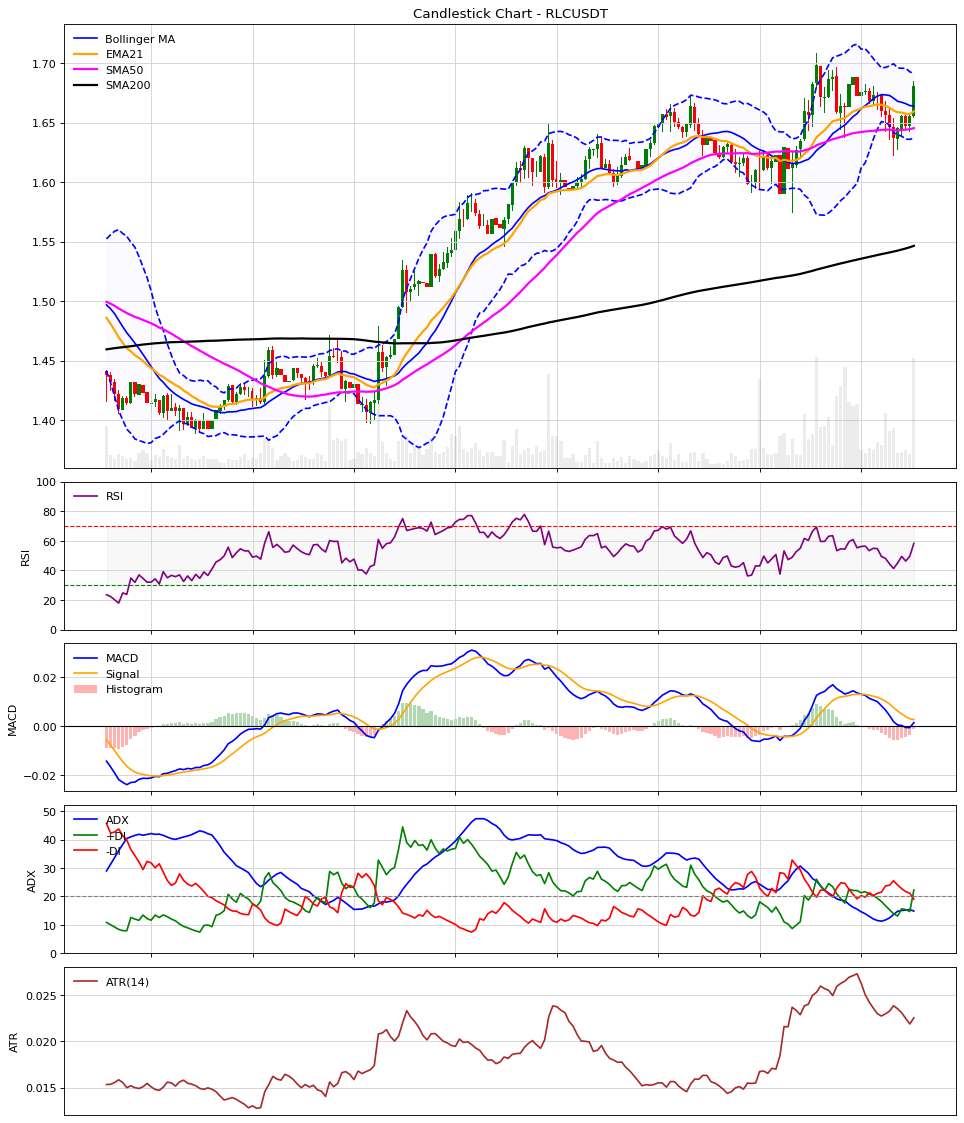 Candlestick Chart - RLCUSDT
Bollinger MA
EMA21
SMA50
SMA200
1.70
1.65
1.60
1.55
1.50
1.45
1.40
RSI
RSI
100
80
60
40
20
0
MACD
Signal
Histogram
MACD
0.02
0.00
−0.02
ADX
+DI
-DI
ADX
50
40
30
20
10
0
ATR(14)
ATR
0.025
0.020
0.015